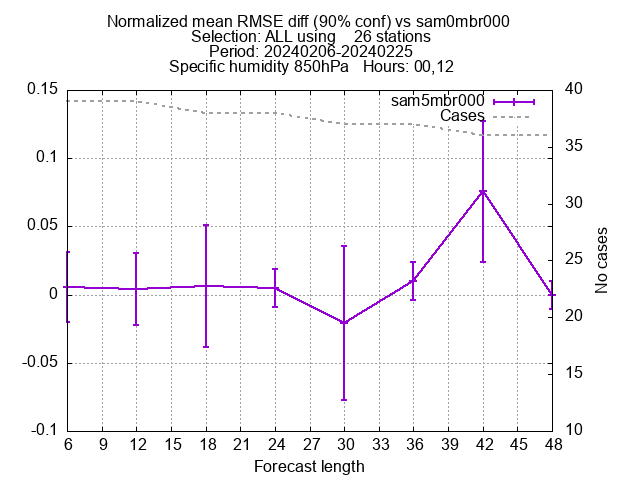 Normalized mean RMSE diff (90% conf) vs sam0mbr000
Selection: ALL using    26 stations
Period: 20240206-20240225
Specific humidity 850hPa   Hours: 00,12
sam5mbr000
Cases
0.15
0.1
0.05
0
-0.05
-0.1
40
35
30
25
20
15
10
No cases
6 9 12 15 18 21 24 27 30 33 36 39 42 45 48
Forecast length